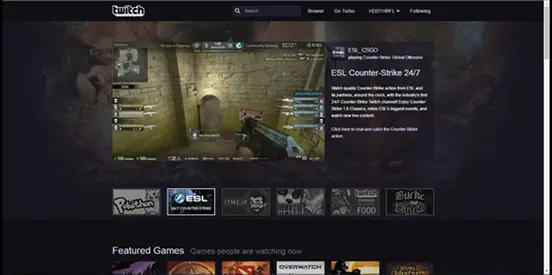 twitch
Search
Browse
Go Turbo
Following
ESL_CSGO
playing Counter-Strike: Global Offensive
ESL Counter-Strike 24/7
Watch quality Counter-Strike action from ESL and
its partners, around the clock, with the industry's first
24/7 Counter-Strike Twitch channel! Enjoy Counter-
Strike 1.6 Classics, relive ESL's biggest events, and
watch new live content.
Click here to chat and catch the Counter-Strike
action.
ESL
24/7 COUNTER-STRIKE
ITMEJP
twitch
FOOD
Featured Games
Games people are watching now
OVERWATCH